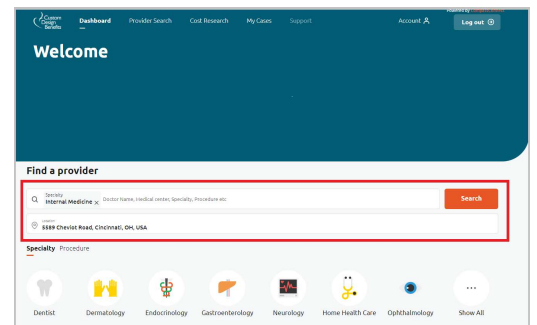 Custom
Design
Benefits
Dashboard
Provider Search
Cost Research
My Cases
Support
Account
Powered by
Log out
Welcome
Find a provider
Specialty
Internal Medicine
Doctor Name, Medical center, Specialty, Procedure etc
Search
Location
5589 Cheviot Road, Cincinnati, OH, USA
Specialty Procedure
Dentist
Dermatology
Endocrinology
Gastroenterology
Neurology
Home Health Care
Ophthalmology
Show All